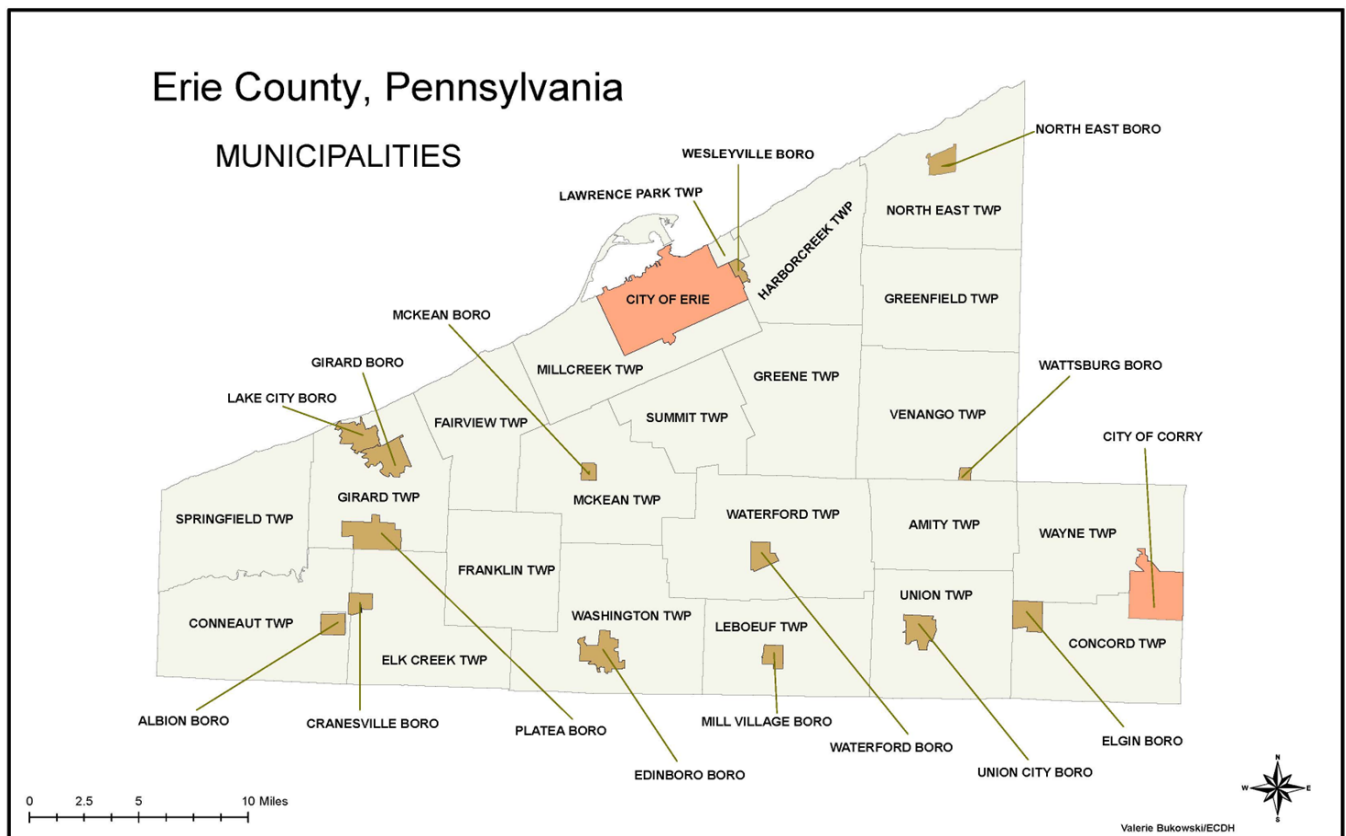 Erie County, Pennsylvania
MUNICIPALITIES
NORTH EAST BORO
WESLEYVILLE BORO
LAWRENCE PARK TWP
NORTH EAST TWP
HARBORCREEK TWP
CITY OF ERIE
GREENFIELD TWP
MCKEAN BORO
GIRARD BORO
MILLCREEK TWP
GREENE TWP
WATTSBURG BORO
LAKE CITY BORO
FAIRVIEW TWP
SUMMIT TWP
VENANGO TWP
CITY OF CORRY
GIRARD TWP
MCKEAN TWP
SPRINGFIELD TWP
WATERFORD TWP
AMITY TWP
WAYNE TWP
FRANKLIN TWP
UNION TWP
CONNEAUT TWP
WASHINGTON TWP
LEBOEUF TWP
CONCORD TWP
ELK CREEK TWP
ALBION BORO
CRANESVILLE BORO
PLATEA BORO
MILL VILLAGE BORO
ELGIN BORO
WATERFORD BORO
EDINBORO BORO
UNION CITY BORO
0 2.5 5 10 Miles
N
W E
S
Valerie Bukowski/ECDH